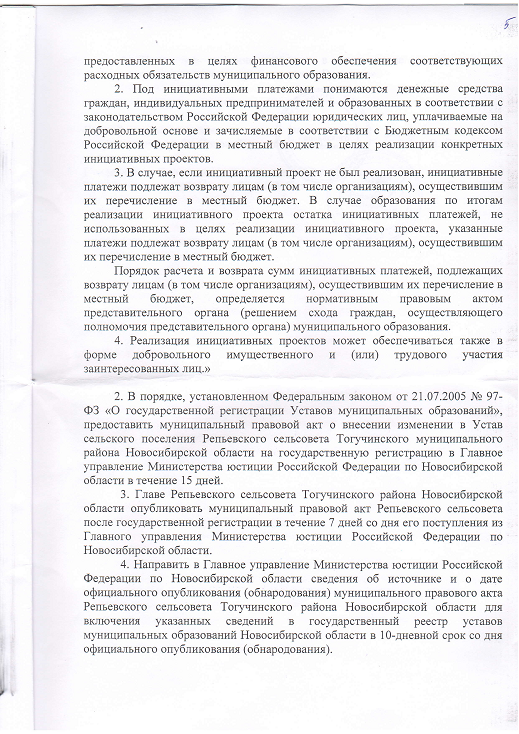 5
предоставленных в целях финансового обеспечения соответствующих
расходных обязательств муниципального образования.
2. Под инициативными платежами понимаются денежные средства
граждан, индивидуальных предпринимателей и образованных в соответствии с
законодательством Российской Федерации юридических лиц, уплачиваемые на
добровольной основе и зачисляемые в соответствии с Бюджетным кодексом
Российской Федерации в местный бюджет в целях реализации конкретных
инициативных проектов.
3. В случае, если инициативный проект не был реализован, инициативные
платежи подлежат возврату лицам (в том числе организациям), осуществившим
их перечисление в местный бюджет. В случае образования по итогам
реализации инициативного проекта остатка инициативных платежей, не
использованных в целях реализации инициативного проекта, указанные
платежи подлежат возврату лицам (в том числе организациям), осуществившим
их перечисление в местный бюджет.
Порядок расчета и возврата сумм инициативных платежей, подлежащих
возврату лицам (в том числе организациям), осуществившим их перечисление в
местный бюджет, определяется нормативным правовым актом
представительного органа (решением схода граждан, осуществляющего
полномочия представительного органа) муниципального образования.
4. Реализация инициативных проектов может обеспечиваться также в
форме добровольного имущественного и (или) трудового участия
заинтересованных лиц.»
2. В порядке, установленном Федеральным законом от 21.07.2005 № 97-
ФЗ «О государственной регистрации Уставов муниципальных образований»,
предоставить муниципальный правовой акт о внесении изменении в Устав
сельского поселения Репьевского сельсовета Тогучинского муниципального
района Новосибирской области на государственную регистрацию в Главное
управление Министерства юстиции Российской Федерации по Новосибирской
области в течение 15 дней.
3. Главе Репьевского сельсовета Тогучинского района Новосибирской
области опубликовать муниципальный правовой акт Репьевского сельсовета
после государственной регистрации в течение 7 дней со дня его поступления из
Главного управления Министерства юстиции Российской Федерации по
Новосибирской области.
4. Направить в Главное управление Министерства юстиции Российской
Федерации по Новосибирской области сведения об источнике и о дате
официального опубликования (обнародования) муниципального правового акта
Репьевского сельсовета Тогучинского района Новосибирской области для
включения указанных сведений в государственный реестр уставов
муниципальных образований Новосибирской области в 10-дневной срок со дня
официального опубликования (обнародования).